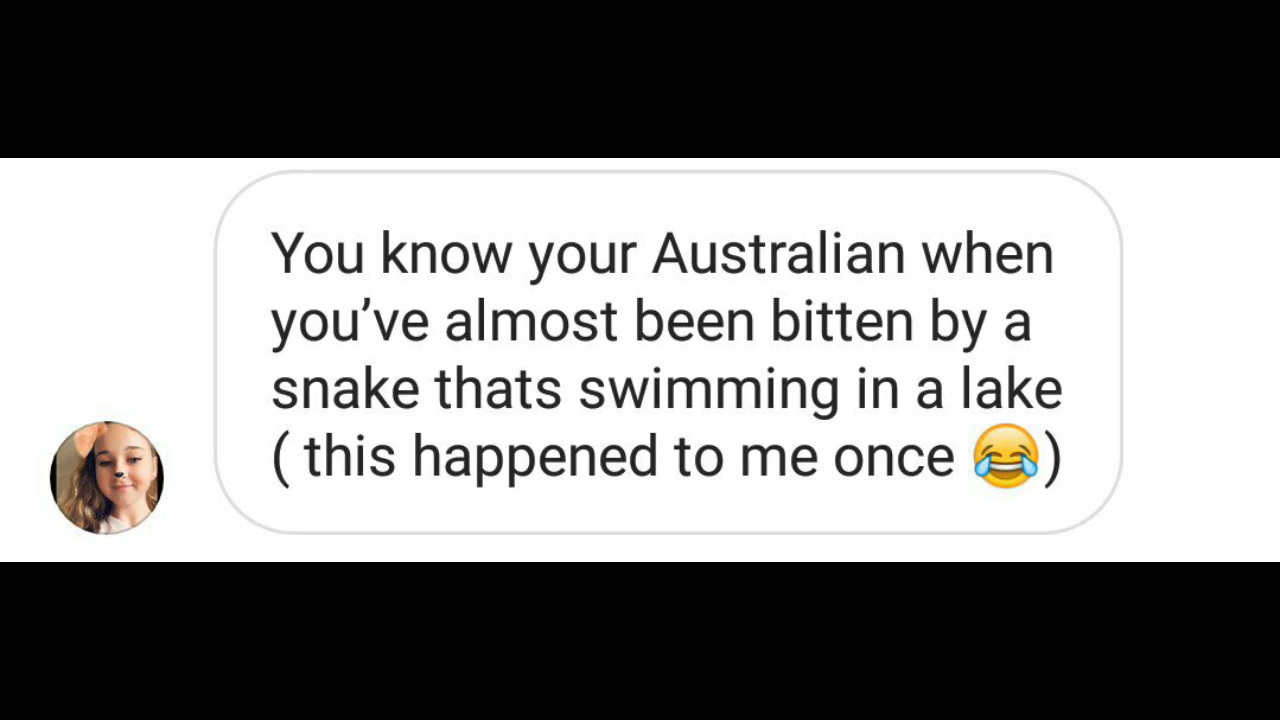 You know your Australian when
you’ve almost been bitten by a
snake thats swimming in a lake
( this happened to me once 😂)